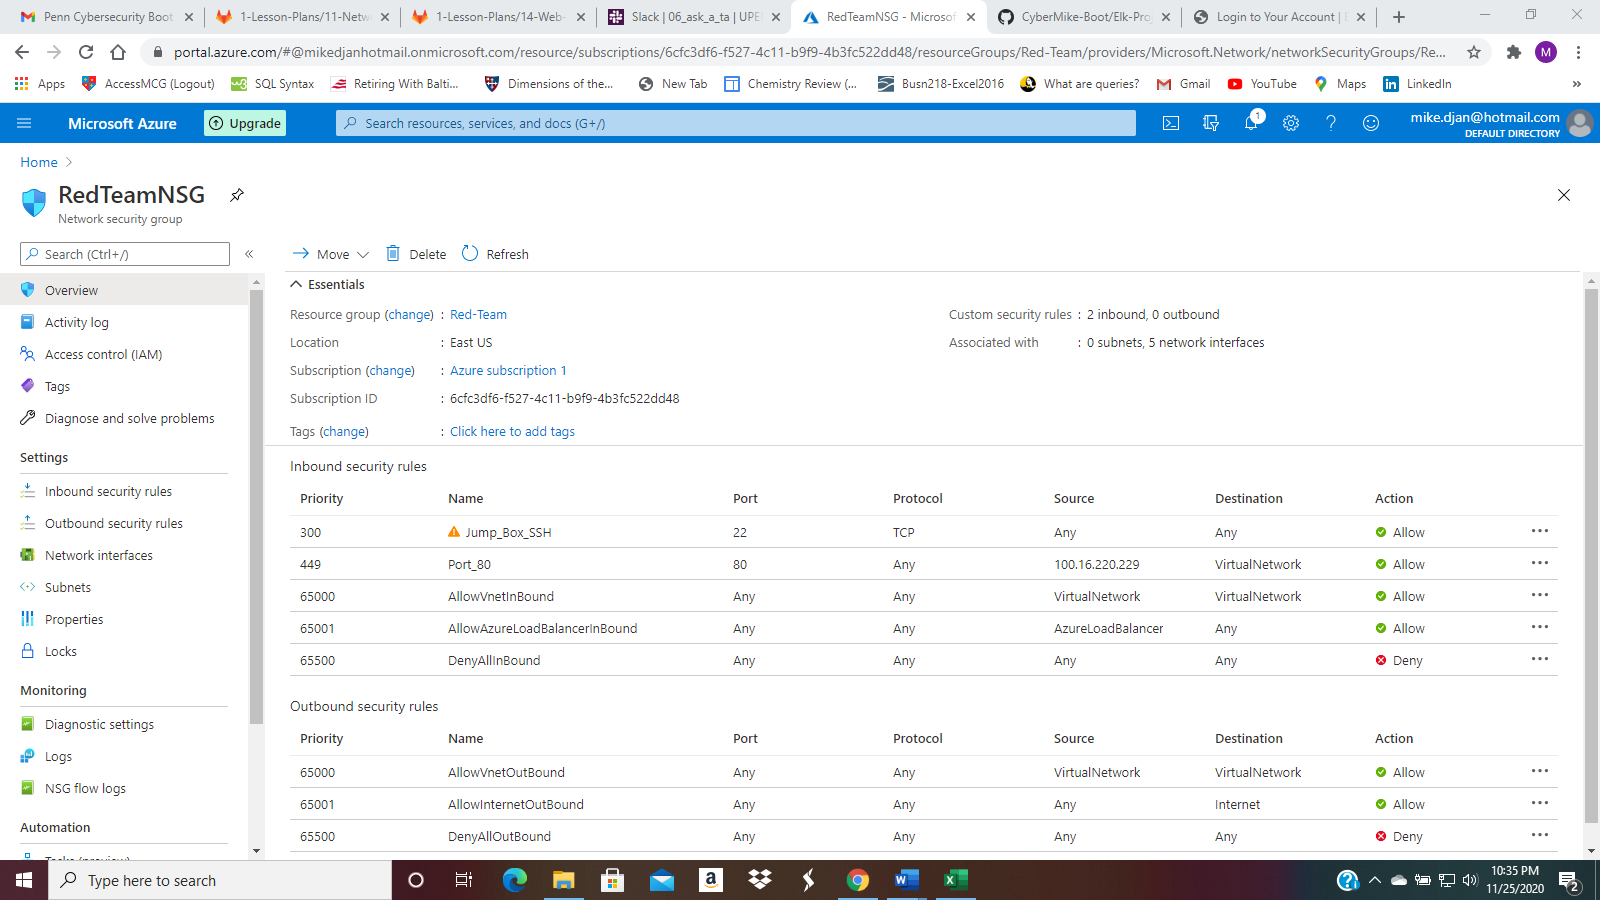 Penn Cybersecurity Boot
1-Lesson-Plans/11-Netw
1-Lesson-Plans/14-Web-
Slack | 06_ask_a_ta | UPE
RedTeamNSG - Microsof
CyberMike-Boot/Elk-Pro
Login to Your Account | E
portal.azure.com/#@mikedjanhotmail.onmicrosoft.com/resource/subscriptions/6cfc3df6-f527-4c11-b9f9-4b3fc522dd48/resourceGroups/Red-Team/providers/Microsoft.Network/networkSecurityGroups/Re...
M
Apps
AccessMCG (Logout)
SQL Syntax
Retiring With Balti...
Dimensions of the...
New Tab
Chemistry Review (...
Busn218-Excel2016
What are queries?
Gmail
YouTube
Maps
LinkedIn
»
Microsoft Azure
Upgrade
Search resources, services, and docs (G+/)
1
mike.djan@hotmail.com
DEFAULT DIRECTORY
Home
RedTeamNSG
Network security group
Search (Ctrl+/)
«
Move
Delete
Refresh
Overview
Activity log
Access control (IAM)
Tags
Diagnose and solve problems
Settings
Inbound security rules
Outbound security rules
Network interfaces
Subnets
Properties
Locks
Monitoring
Diagnostic settings
Logs
NSG flow logs
Automation
Tasks (preview)
Essentials
Resource group (change) : Red-Team
Location : East US
Subscription (change) : Azure subscription 1
Subscription ID : 6cfc3df6-f527-4c11-b9f9-4b3fc522dd48
Tags (change) : Click here to add tags
Custom security rules : 2 inbound, 0 outbound
Associated with : 0 subnets, 5 network interfaces
Inbound security rules
Priority Name Port Protocol Source Destination Action
300 Jump_Box_SSH 22 TCP Any Any Allow ...
449 Port_80 80 Any 100.16.220.229 VirtualNetwork Allow ...
65000 AllowVnetInBound Any Any VirtualNetwork VirtualNetwork Allow ...
65001 AllowAzureLoadBalancerInBound Any Any AzureLoadBalancer Any Allow ...
65500 DenyAllInBound Any Any Any Any Deny ...
Outbound security rules
Priority Name Port Protocol Source Destination Action
65000 AllowVnetOutBound Any Any VirtualNetwork VirtualNetwork Allow ...
65001 AllowInternetOutBound Any Any Any Internet Allow ...
65500 DenyAllOutBound Any Any Any Any Deny ...
Type here to search
10:35 PM
11/25/2020
2